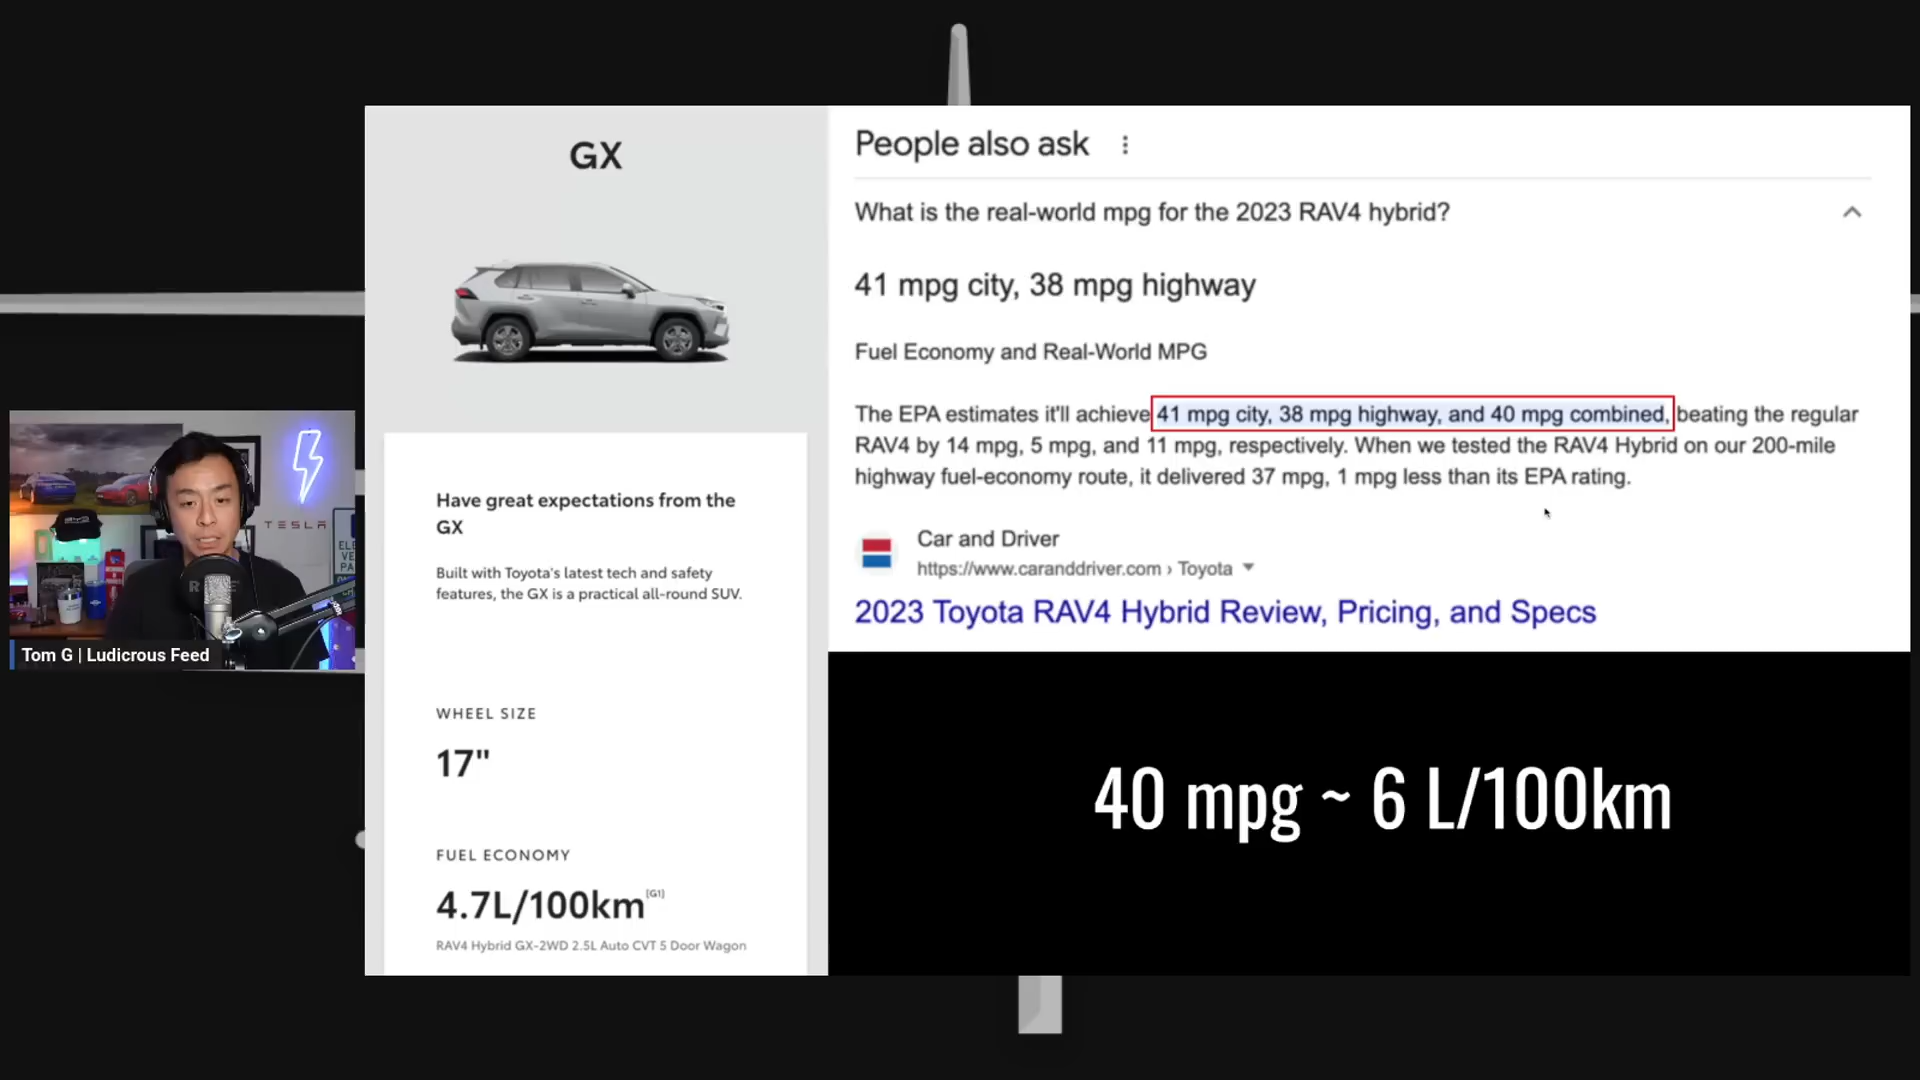 GX
Have great expectations from the
GX
Built with Toyota's latest tech and safety
features, the GX is a practical all-round SUV.
WHEEL SIZE
17"
FUEL ECONOMY
4.7L/100km[G1]
RAV4 Hybrid GX-2WD 2.5L Auto CVT 5 Door Wagon
People also ask
What is the real-world mpg for the 2023 RAV4 hybrid?
41 mpg city, 38 mpg highway
Fuel Economy and Real-World MPG
The EPA estimates it'll achieve 41 mpg city, 38 mpg highway, and 40 mpg combined, beating the regular
RAV4 by 14 mpg, 5 mpg, and 11 mpg, respectively. When we tested the RAV4 Hybrid on our 200-mile
highway fuel-economy route, it delivered 37 mpg, 1 mpg less than its EPA rating.
Car and Driver
https://www.caranddriver.com › Toyota
2023 Toyota RAV4 Hybrid Review, Pricing, and Specs
40 mpg ~ 6 L/100km
TESLA
BYD
Tom G | Ludicrous Feed